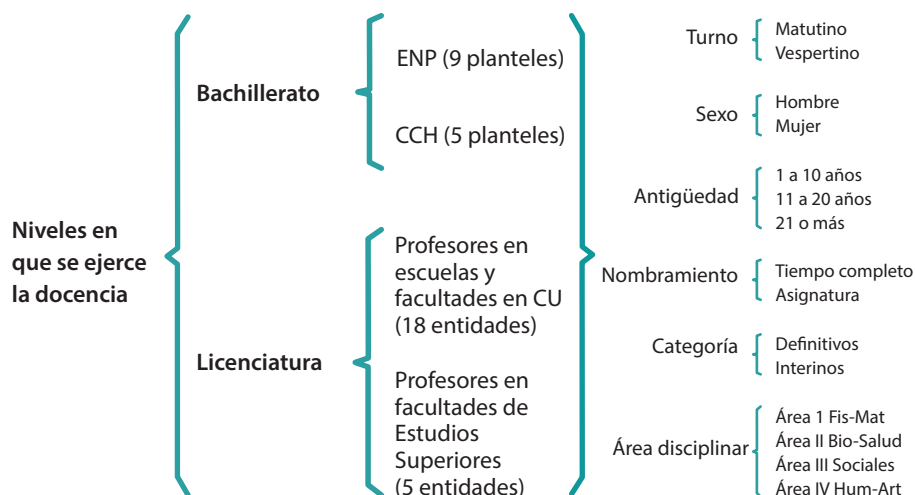 Niveles en
que se ejerce
la docencia
Bachillerato
ENP (9 planteles)
CCH (5 planteles)
Licenciatura
Profesores en
escuelas y
facultades en CU
(18 entidades)
Profesores en
facultades de
Estudios
Superiores
(5 entidades)
Turno
Matutino
Vespertino
Sexo
Hombre
Mujer
Antigüedad
1 a 10 años
11 a 20 años
21 o más
Nombramiento
Tiempo completo
Asignatura
Categoría
Definitivos
Interinos
Área disciplinar
Área 1 Fis-Mat
Área II Bio-Salud
Área III Sociales
Área IV Hum-Art